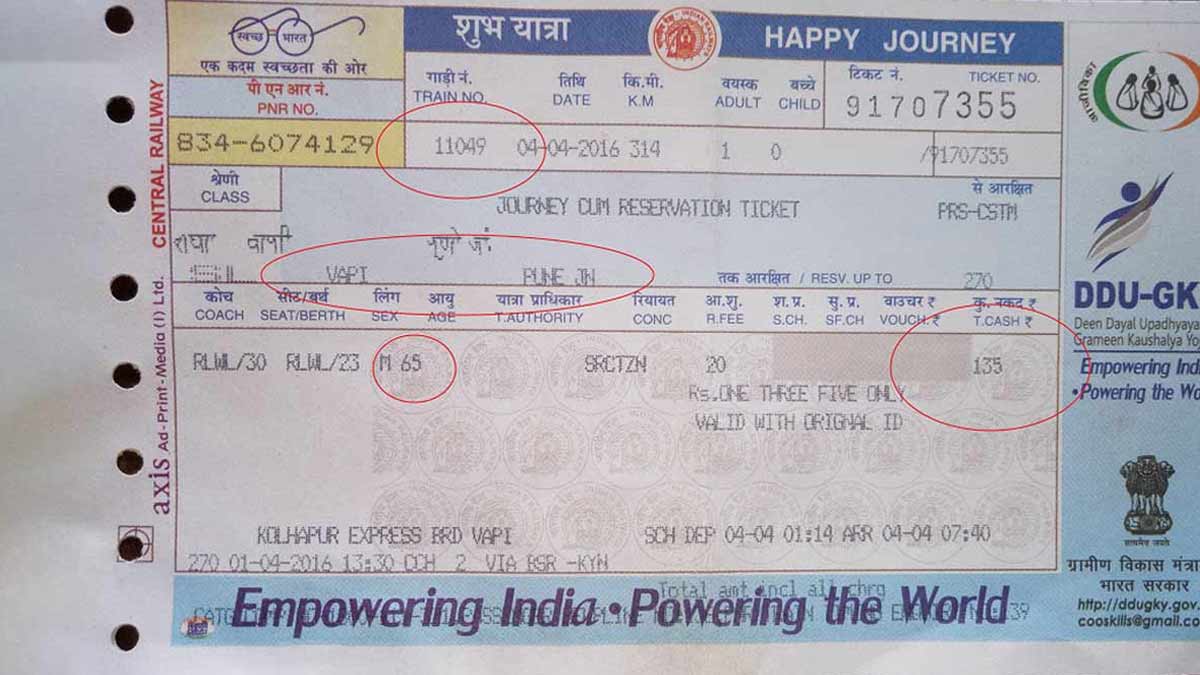 स्वच्छ भारत
एक कदम स्वच्छता की ओर
शुभ यात्रा
HAPPY JOURNEY
पी एन आर नं.
PNR NO.
गाड़ी नं.
TRAIN NO.
तिथि
DATE
कि.मी.
K.M
वयस्क
ADULT
बच्चे
CHILD
टिकट नं.
TICKET NO.
91707355
834-6074129
11049 04-04-2016 314 1 0 /91707355
श्रेणी
CLASS
से आरक्षित
JOURNEY CUM RESERVATION TICKET PRS-CSTM
वापी पूणे जं
VAPI PUNE JN तक आरक्षित / RESV. UP TO 270
कोच सीट/बर्थ लिंग आयु यात्रा प्राधिकार रियायत आ.शु. श.प्र. सु.प्र. वाउचर ₹ कु. नकद ₹
COACH SEAT/BERTH SEX AGE T.AUTHORITY CONC R.FEE S.CH. SF.CH VOUCH.₹ T.CASH ₹
RLWL/30 RLWL/23 M 65 SRCTZN 20 135
Rs.ONE THREE FIVE ONLY
VALID WITH ORIGNAL ID
KOLHAPUR EXPRESS BRD VAPI SCH DEP 04-04 01:14 ARR 04-04 07:40
270 01-04-2016 13:30 CCH 2 VIA BSR -KYN
Total amt incl all chrg
Empowering India • Powering the World
CENTRAL RAILWAY
axis Ad-Print-Media (I) Ltd.
आजीविका
DDU-GK
Deen Dayal Upadhyaya
Grameen Kaushalya Yo
Empowering Indi
•Powering the Wo
सत्यमेव जयते
ग्रामीण विकास मंत्रा
भारत सरकार
http://ddugky.gov.
cooskills@gmail.co